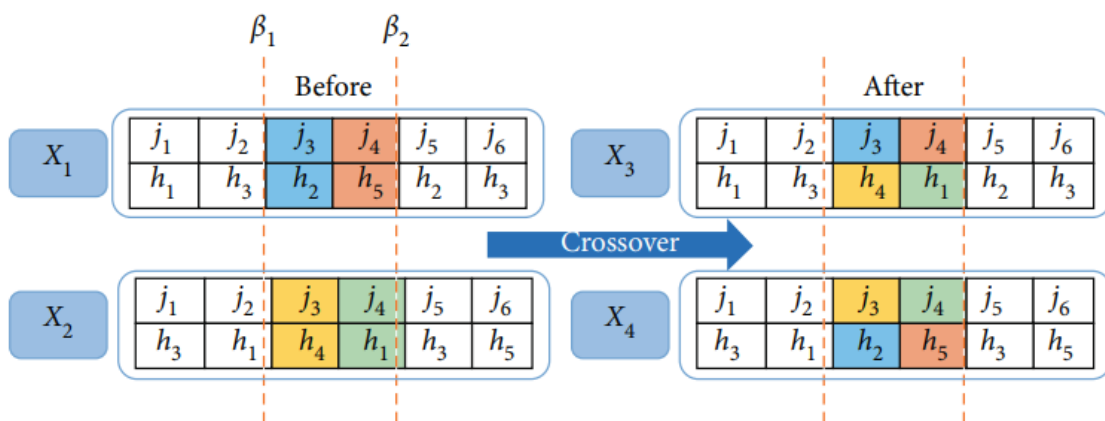 β1 β2
Before After
X1 j1 j2 j3 j4 j5 j6 X3 j1 j2 j3 j4 j5 j6
h1 h3 h2 h5 h2 h3 h1 h3 h4 h1 h2 h3
Crossover
X2 j1 j2 j3 j4 j5 j6 X4 j1 j2 j3 j4 j5 j6
h3 h1 h4 h1 h3 h5 h3 h1 h2 h5 h3 h5